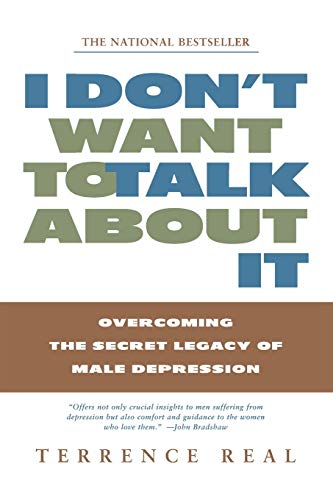 THE NATIONAL BESTSELLER
I DON'T
WANT
TO TALK
ABOUT
IT
OVERCOMING
THE SECRET LEGACY OF
MALE DEPRESSION
"Offers not only crucial insights to men suffering from
depression but also comfort and guidance to the women
who love them." —John Bradshaw
TERRENCE REAL